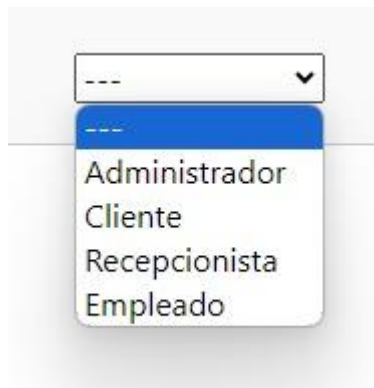 ---
---
Administrador
Cliente
Recepcionista
Empleado